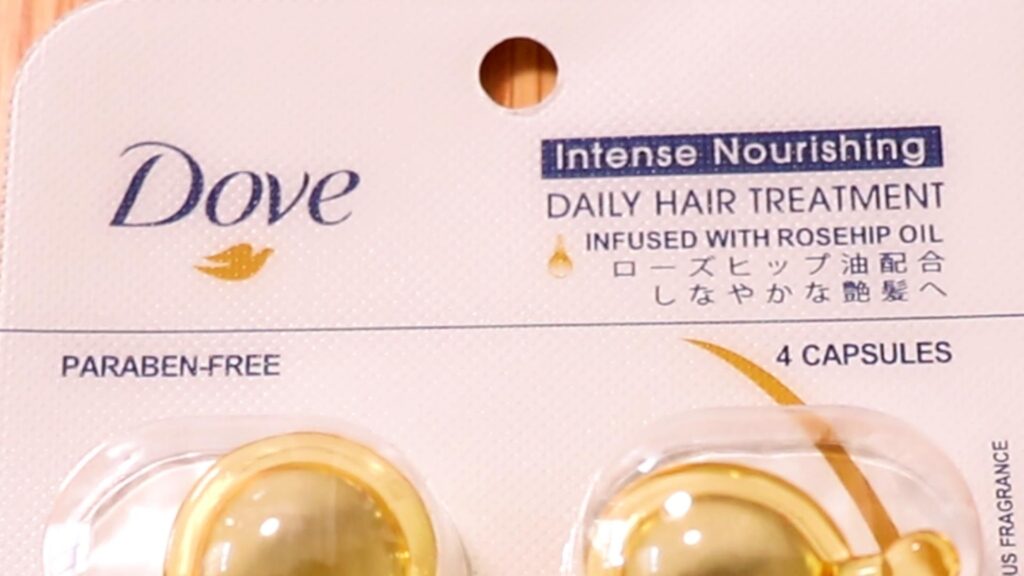 Dove
Intense Nourishing
DAILY HAIR TREATMENT
INFUSED WITH ROSEHIP OIL
ローズヒップ油配合
しなやかな艶髪へ
PARABEN-FREE
4 CAPSULES
FRAGRANCE